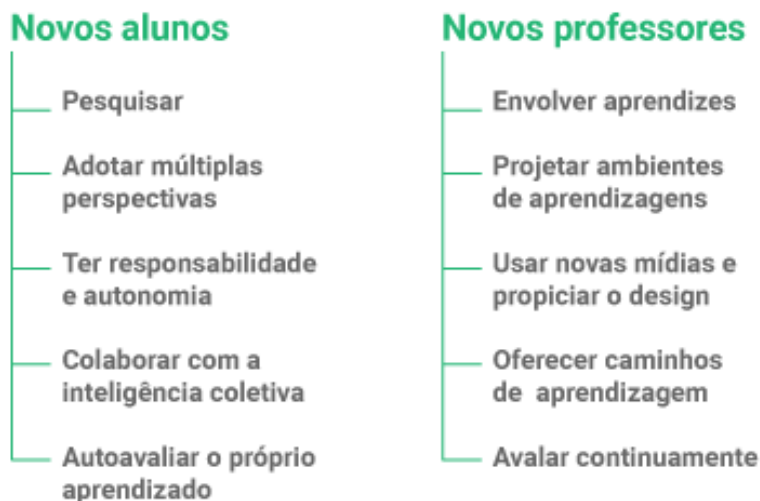 Novos alunos
Pesquisar
Adotar múltiplas
perspectivas
Ter responsabilidade
e autonomia
Colaborar com a
inteligência coletiva
Autoavaliar o próprio
aprendizado
Novos professores
Envolver aprendizes
Projetar ambientes
de aprendizagens
Usar novas mídias e
propiciar o design
Oferecer caminhos
de aprendizagem
Avalar continuamente